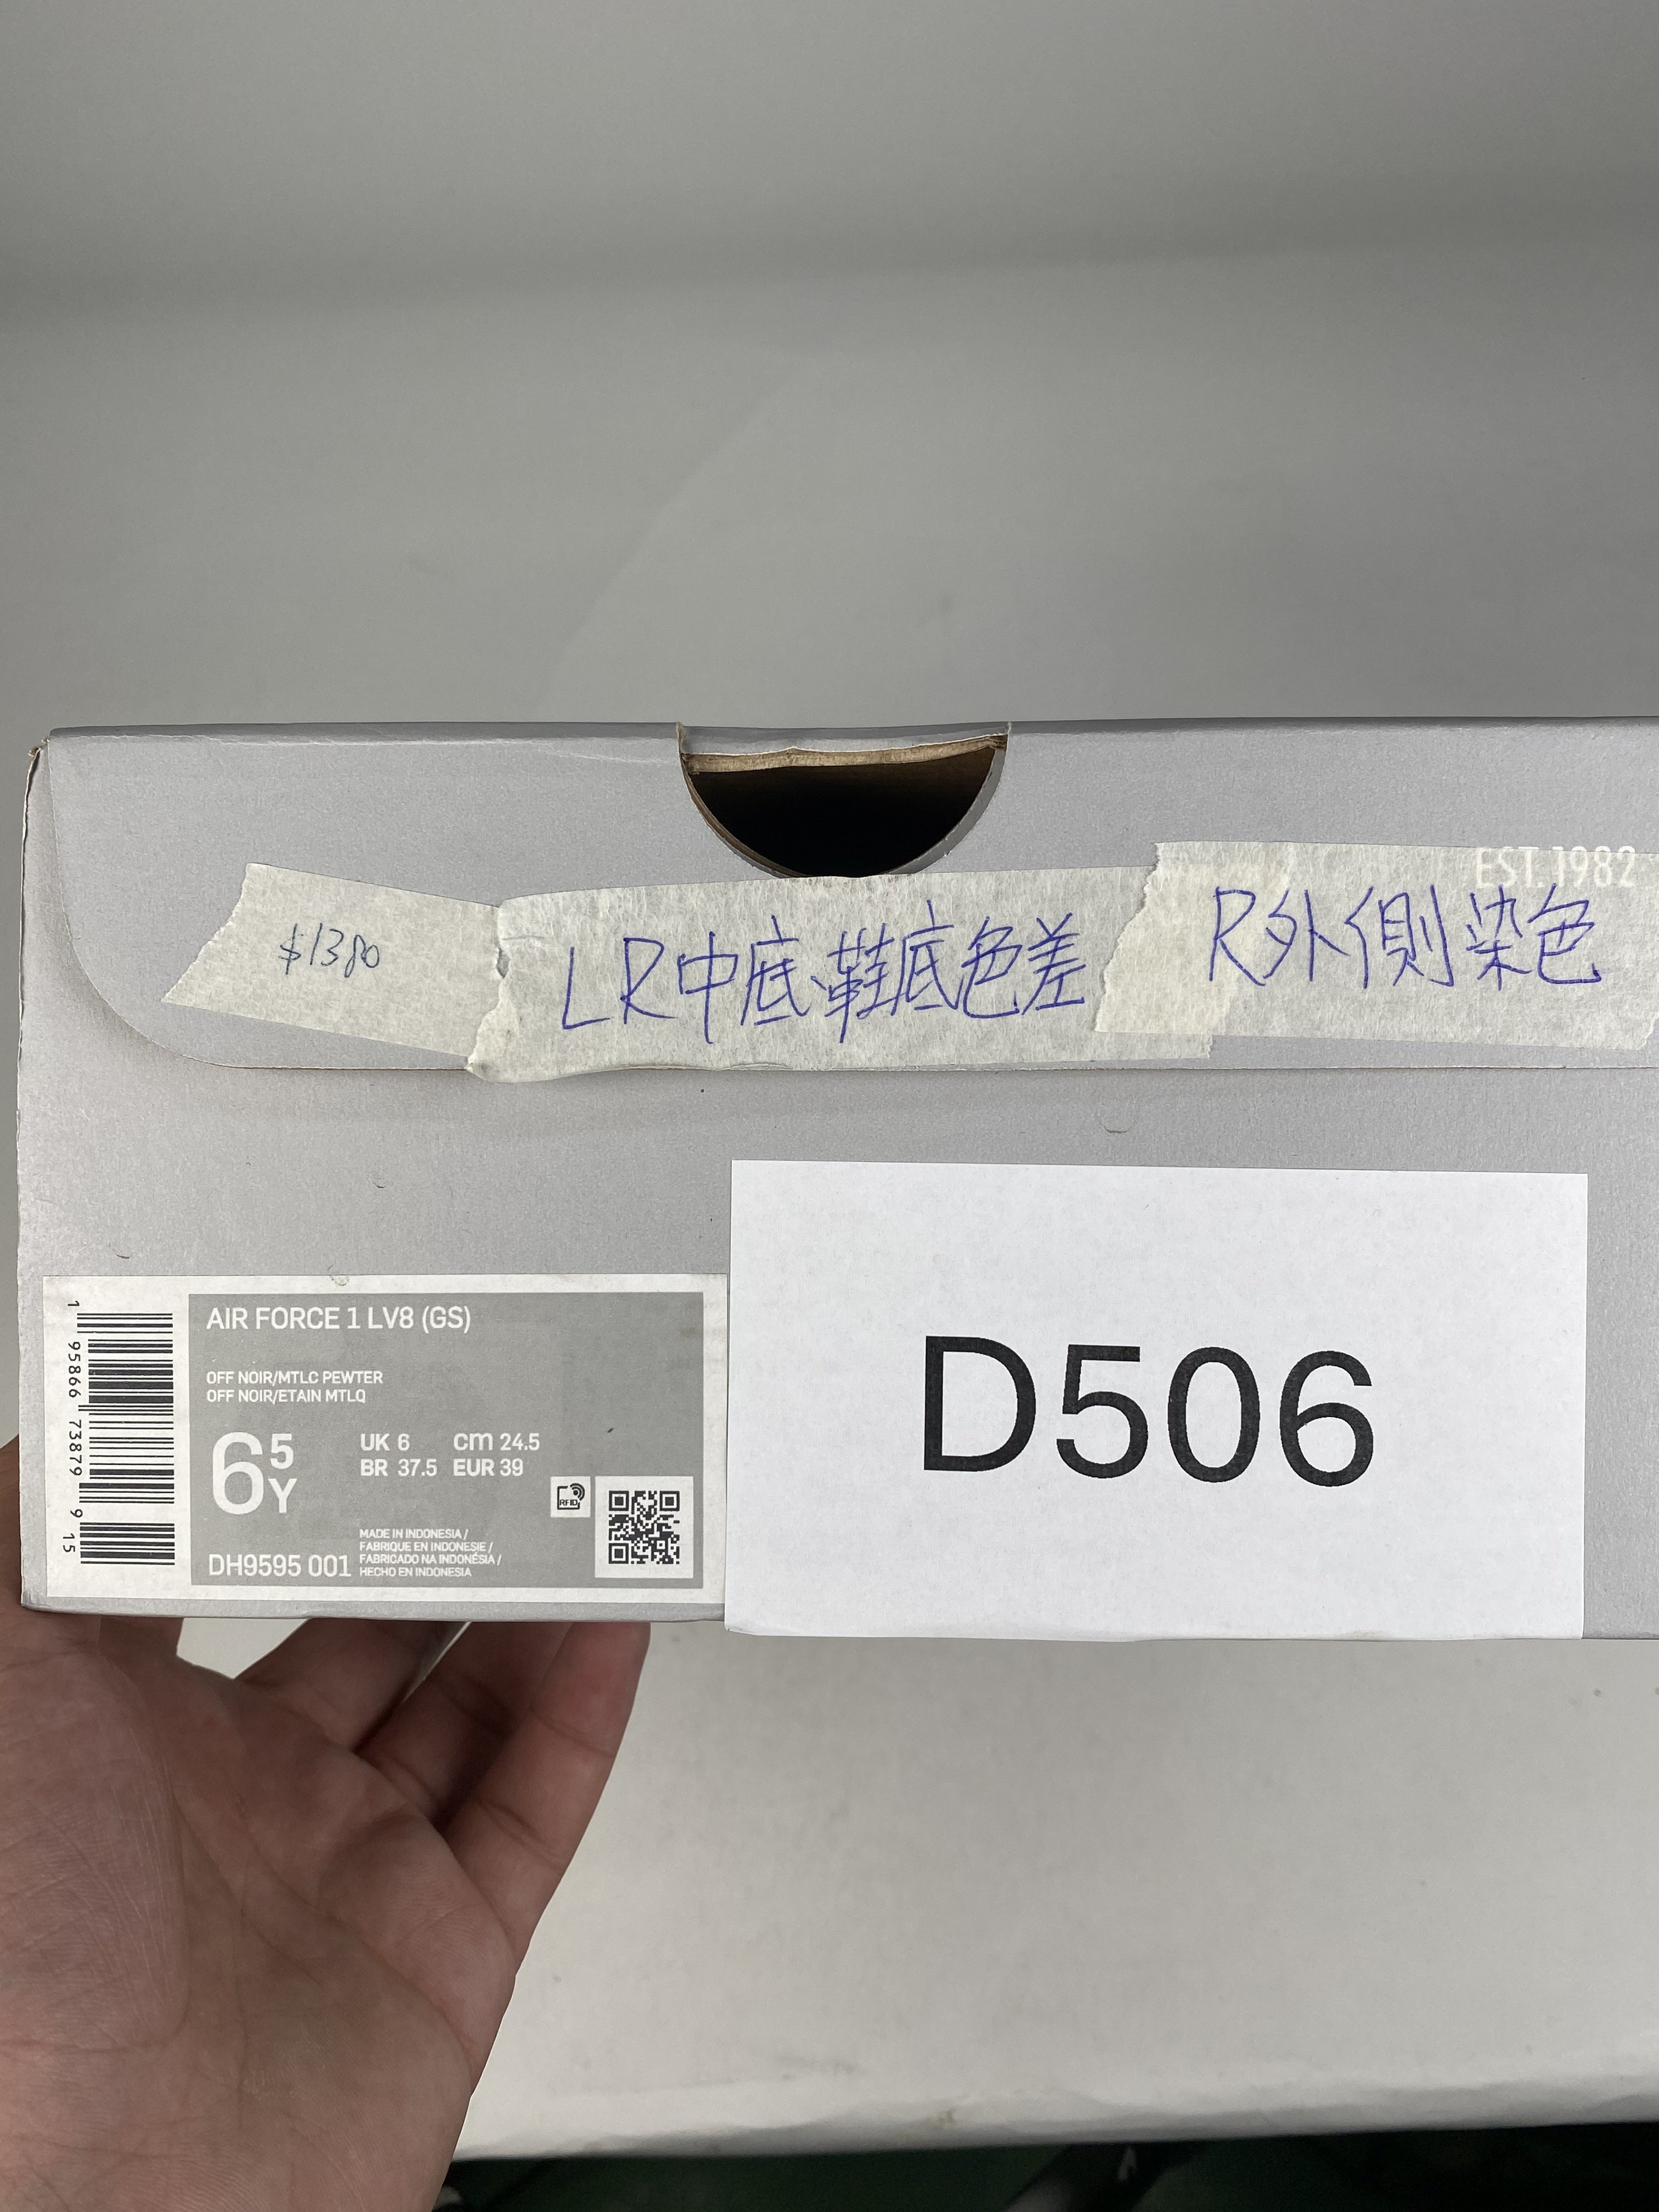 EST.1982
$1380
LR中底、鞋底色差
R外側染色
AIR FORCE 1 LV8 (GS)
OFF NOIR/MTLC PEWTER
OFF NOIR/ETAIN MTLQ
6 5Y
UK 6 cm 24.5
BR 37.5 EUR 39
RFID
MADE IN INDONESIA /
FABRIQUE EN INDONESIE /
FABRICADO NA INDONÉSIA /
HECHO EN INDONESIA
DH9595 001
1 95866 73879 9 15
D506